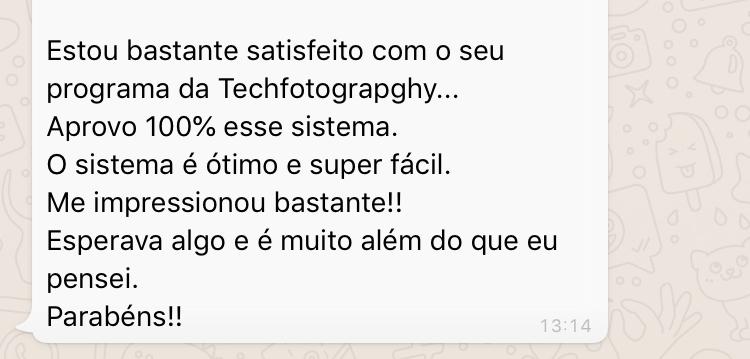 Estou bastante satisfeito com o seu
programa da Techfotograpghy...
Aprovo 100% esse sistema.
O sistema é ótimo e super fácil.
Me impressionou bastante!!
Esperava algo e é muito além do que eu
pensei.
Parabéns!!
13:14